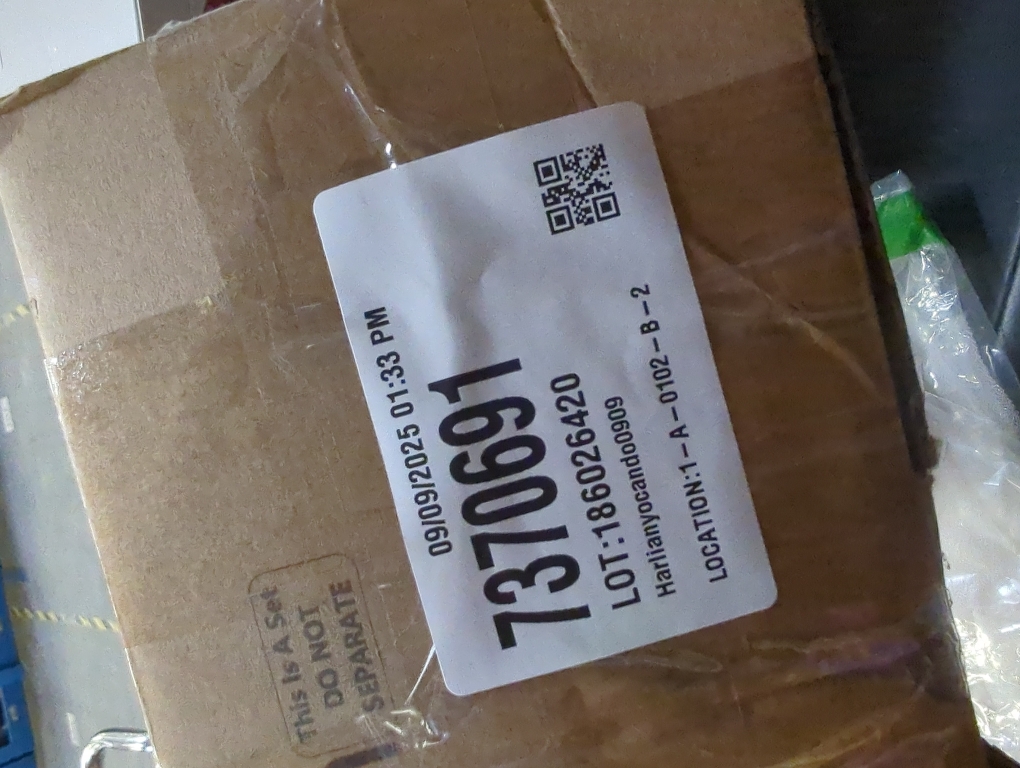 09/09/2025 01:33 PM
7370691
LOT:186026420
Harlianyocando0909
LOCATION:1-A-0102-B-2
This Is A Set
DO NOT
SEPARATE